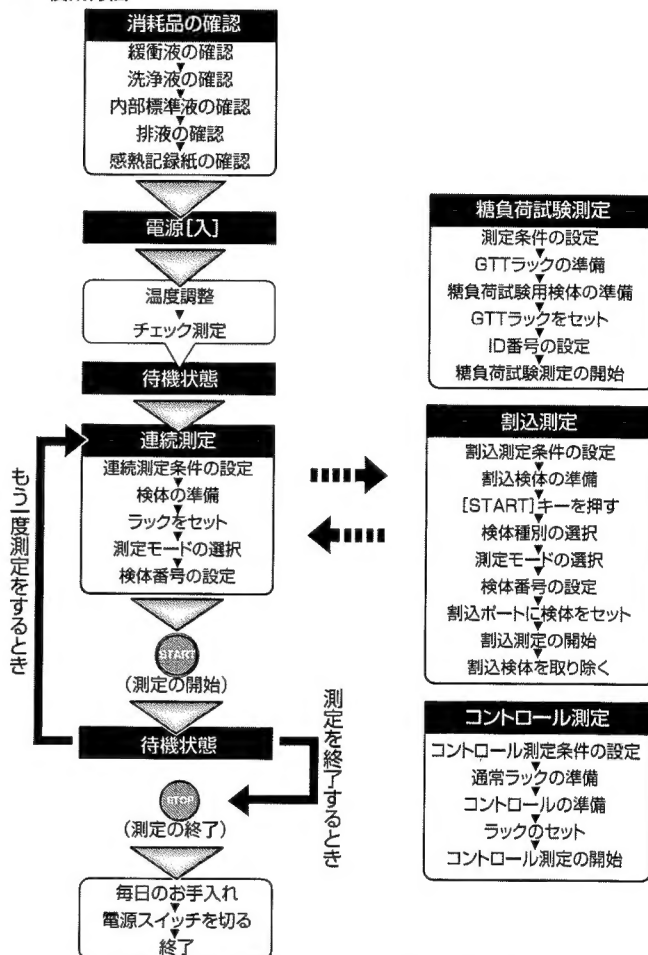 消耗品の確認
緩衝液の確認
洗浄液の確認
内部標準液の確認
排液の確認
感熱記録紙の確認
電源[入]
温度調整
チェック測定
待機状態
連続測定
連続測定条件の設定
検体の準備
ラックをセット
測定モードの選択
検体番号の設定
START
(測定の開始)
待機状態
もう一度測定をするとき
測定を終了するとき
STOP
(測定の終了)
毎日のお手入れ
電源スイッチを切る
終了
糖負荷試験測定
測定条件の設定
GTTラックの準備
糖負荷試験用検体の準備
GTTラックをセット
ID番号の設定
糖負荷試験測定の開始
割込測定
割込測定条件の設定
割込検体の準備
[START]キーを押す
検体種別の選択
測定モードの選択
検体番号の設定
割込ポートに検体をセット
割込測定の開始
割込検体を取り除く
コントロール測定
コントロール測定条件の設定
通常ラックの準備
コントロールの準備
ラックのセット
コントロール測定の開始